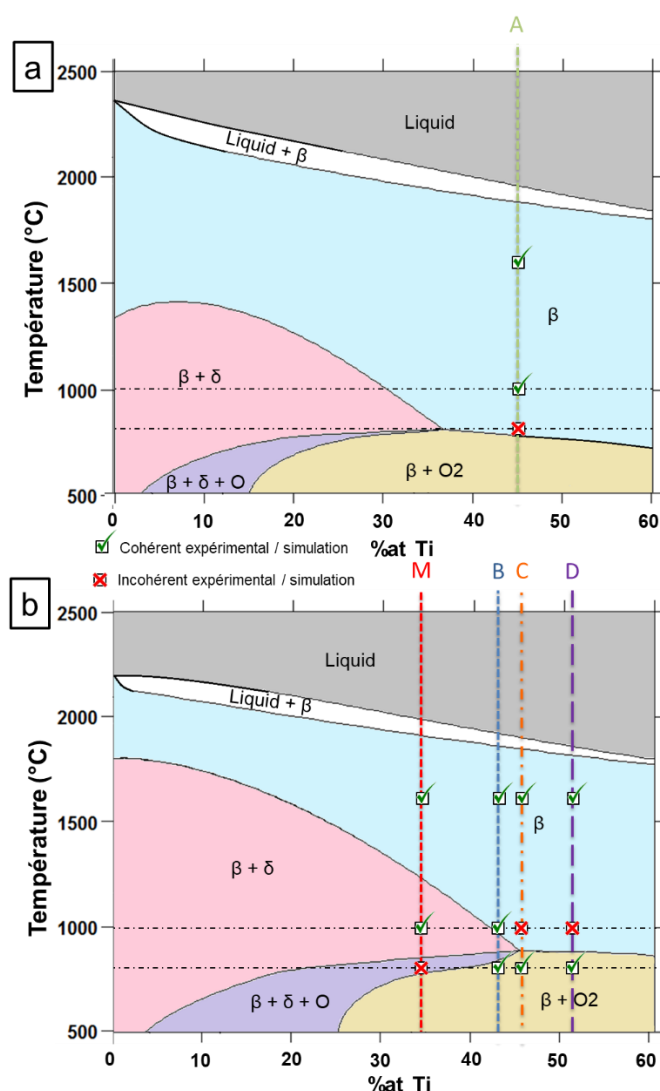 A
a
2500
2000
1500
1000
500
Température (°C)
Liquid
Liquid + β
β
β + δ
β + δ + O
β + O2
0 10 20 30 40 50 60
%at Ti
Cohérent expérimental / simulation
Incohérent expérimental / simulation
M B C D
b
2500
2000
1500
1000
500
Température (°C)
Liquid
Liquid + β
β
β + δ
β + δ + O
β + O2
0 10 20 30 40 50 60
%at Ti